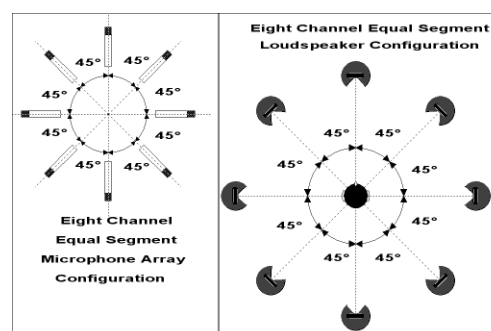 45° 45°
45° 45°
45° 45°
45° 45°
Eight Channel
Equal Segment
Microphone Array
Configuration
Eight Channel Equal Segment
Loudspeaker Configuration
45° 45°
45° 45°
45° 45°
45° 45°